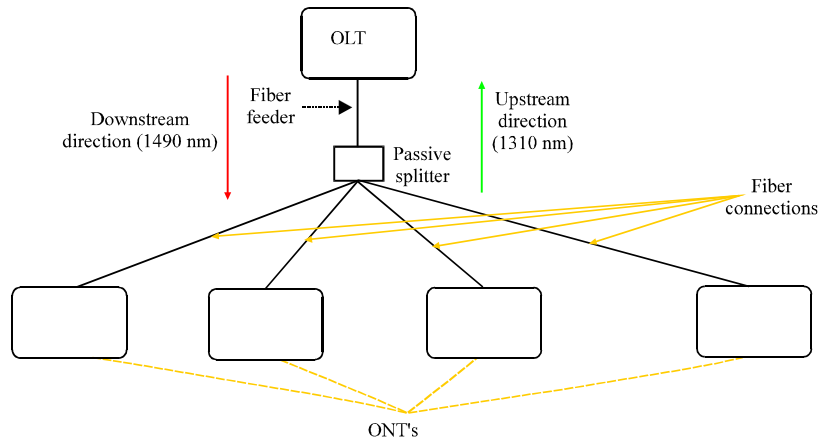 OLT
Fiber
feeder
Downstream
direction (1490 nm)
Upstream
direction
(1310 nm)
Passive
splitter
Fiber
connections
ONT's